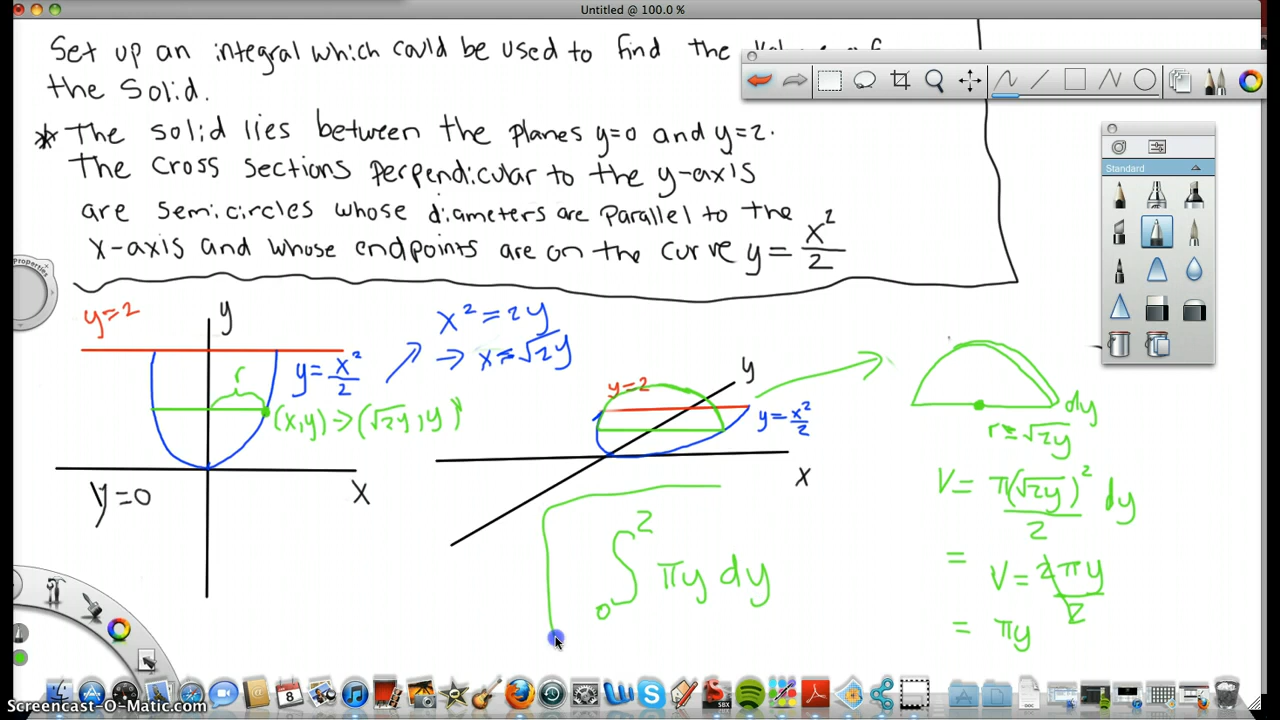 Untitled @ 100.0 %
Set up an integral which could be used to find the
the Solid.
* The solid lies between the planes y=0 and y=2.
The cross sections perpendicular to the y-axis
are semicircles whose diameters are parallel to the
x-axis and whose endpoints are on the curve y = x²/2
Properties
Standard
y=2
y
r
y = x²/2
(x,y) -> (√2y, y)
y=0
x
x² = 2y
-> x = √2y
y
y=2
y = x²/2
x
∫₀² πy dy
dy
r = √2y
V = π(√2y)²/2 dy
=
V = 2πy/2
= πy
8
SBX
Screencast-O-Matic.com